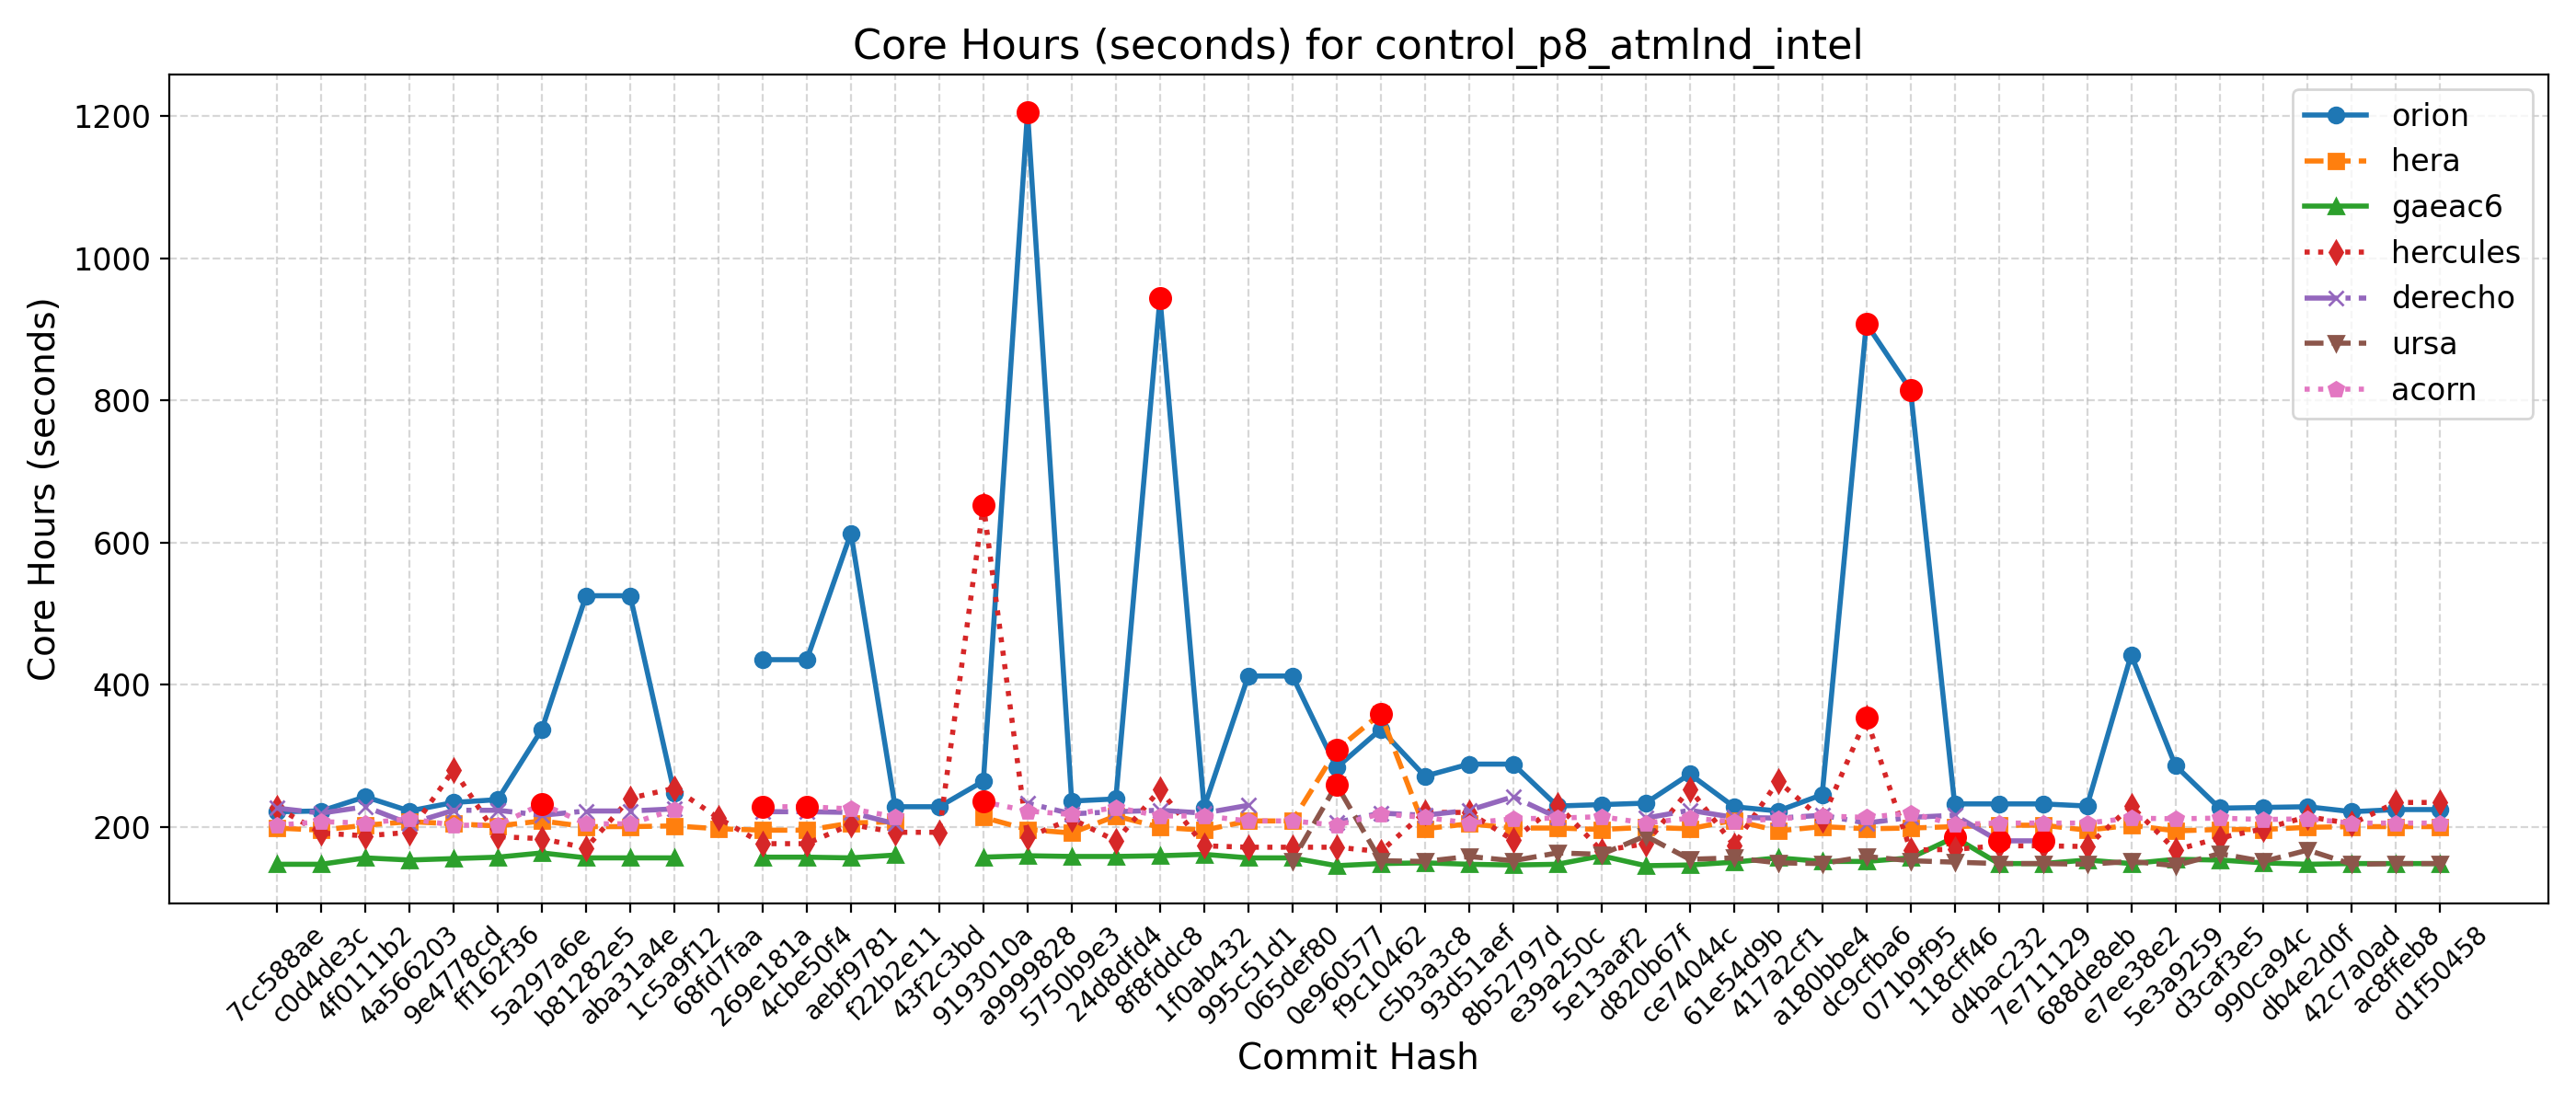 Core Hours (seconds) for control_p8_atmlnd_intel
Core Hours (seconds)
1200
1000
800
600
400
200
orion
hera
gaeac6
hercules
derecho
ursa
acorn
7cc588ae
c0d4de3c
4f0111b2
4a566203
9e4778cd
ff162f36
5a297a6e
b81282e5
aba31a4e
1c5a9f12
68fd7faa
269e181a
4cbe50f4
aebf9781
f22b2e11
43f2c3bd
9193010a
a9999828
5750b9e3
24d8dfd4
8f8fddc8
1f0ab432
995c51d1
065def80
0e960577
f9c10462
c5b3a3c8
93d51aef
8b52797d
e39a250c
5e13aaf2
d820b67f
ce74044c
61e54d9b
417a2cf1
a180bbe4
dc9cfba6
071b9f95
118cff46
d4bac232
7e711129
688de8eb
e7ee38e2
5e3a9259
d3caf3e5
990ca94c
db4e2d0f
42c7a0ad
ac8ffeb8
d1f50458
Commit Hash